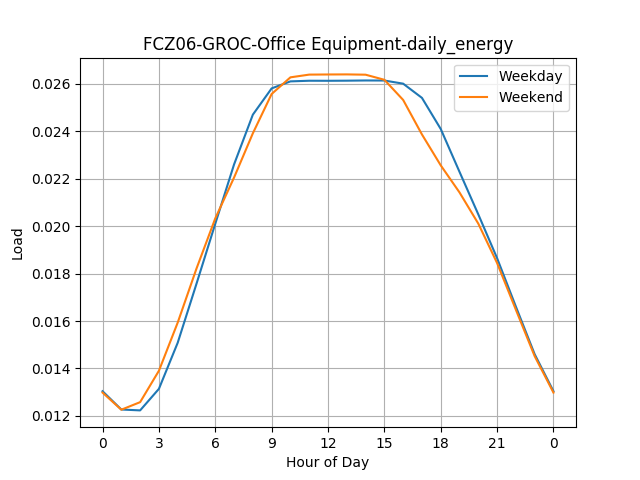 FCZ06-GROC-Office Equipment-daily_energy
Load
0.026
0.024
0.022
0.020
0.018
0.016
0.014
0.012
Weekday
Weekend
0 3 6 9 12 15 18 21 0
Hour of Day